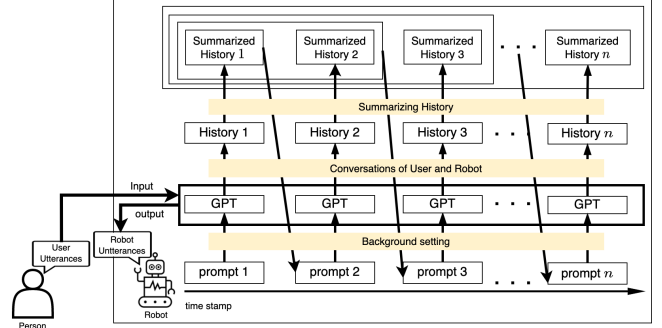 Summarized
History 1
Summarized
History 2
Summarized
History 3
. . .
Summarized
History n
Summarizing History
History 1
History 2
History 3
. . .
History n
Conversations of User and Robot
Input
output
GPT
GPT
GPT
. . .
GPT
User
Utterances
Robot
Untterances
Background setting
prompt 1
prompt 2
prompt 3
. . .
prompt n
time stamp
Robot
Person